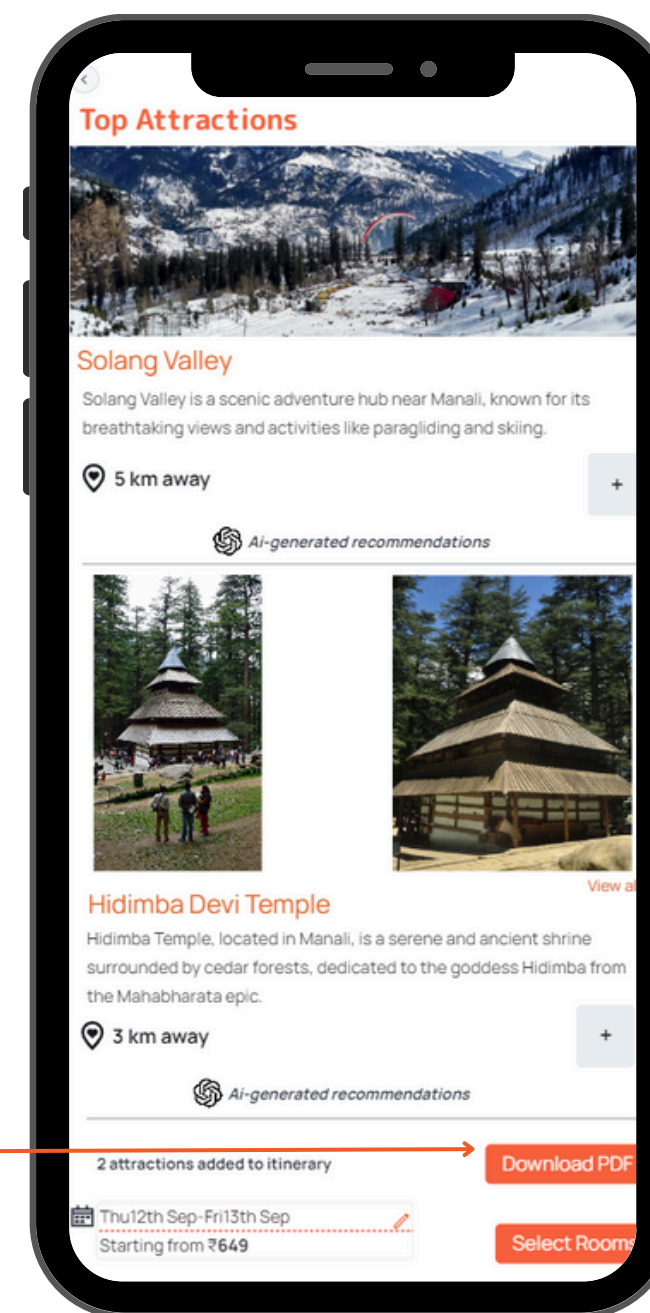 Top Attractions
Solang Valley
Solang Valley is a scenic adventure hub near Manali, known for its
breathtaking views and activities like paragliding and skiing.
5 km away
+
Ai-generated recommendations
View al
Hidimba Devi Temple
Hidimba Temple, located in Manali, is a serene and ancient shrine
surrounded by cedar forests, dedicated to the goddess Hidimba from
the Mahabharata epic.
3 km away
+
Ai-generated recommendations
2 attractions added to itinerary
Download PDF
Thu12th Sep-Fri13th Sep
Starting from ₹649
Select Rooms